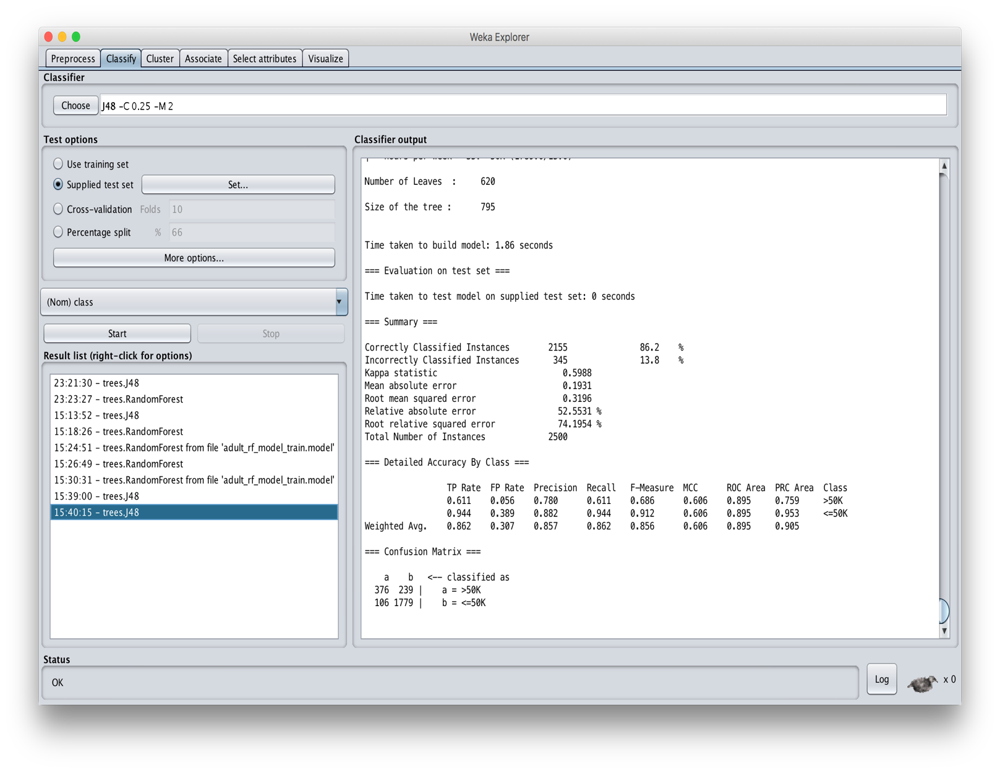 Weka Explorer
Preprocess Classify Cluster Associate Select attributes Visualize
Classifier
Choose J48 -C 0.25 -M 2
Test options
Use training set
Supplied test set Set...
Cross-validation Folds 10
Percentage split % 66
More options...
(Nom) class
Start Stop
Result list (right-click for options)
23:21:30 - trees.J48
23:23:27 - trees.RandomForest
15:13:52 - trees.J48
15:18:26 - trees.RandomForest
15:24:51 - trees.RandomForest from file 'adult_rf_model_train.model'
15:26:49 - trees.RandomForest
15:30:31 - trees.RandomForest from file 'adult_rf_model_train.model'
15:39:00 - trees.J48
15:40:15 - trees.J48
Classifier output
Number of Leaves : 620
Size of the tree : 795
Time taken to build model: 1.86 seconds
=== Evaluation on test set ===
Time taken to test model on supplied test set: 0 seconds
=== Summary ===
Correctly Classified Instances 2155 86.2 %
Incorrectly Classified Instances 345 13.8 %
Kappa statistic 0.5988
Mean absolute error 0.1931
Root mean squared error 0.3196
Relative absolute error 52.5531 %
Root relative squared error 74.1954 %
Total Number of Instances 2500
=== Detailed Accuracy By Class ===
TP Rate FP Rate Precision Recall F-Measure MCC ROC Area PRC Area Class
0.611 0.056 0.780 0.611 0.686 0.606 0.895 0.759 >50K
0.944 0.389 0.882 0.944 0.912 0.606 0.895 0.953 <=50K
Weighted Avg. 0.862 0.307 0.857 0.862 0.856 0.606 0.895 0.905
=== Confusion Matrix ===
a b <-- classified as
376 239 | a = >50K
106 1779 | b = <=50K
Status
OK
Log
x 0